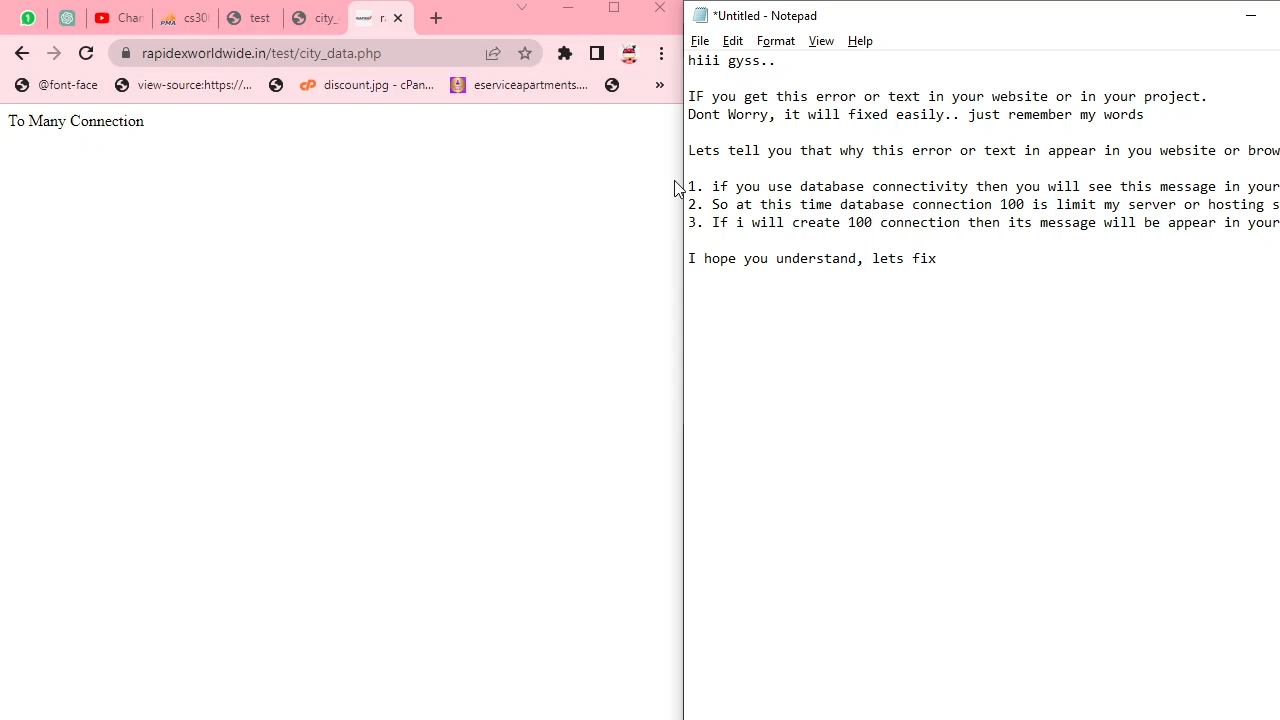 Char
cs30
test
city_
r
rapidexworldwide.in/test/city_data.php
@font-face
view-source:https://...
discount.jpg - cPan...
eserviceapartments....
»
To Many Connection
*Untitled - Notepad
File Edit Format View Help
hiii gyss..
IF you get this error or text in your website or in your project.
Dont Worry, it will fixed easily.. just remember my words
Lets tell you that why this error or text in appear in you website or brow
1. if you use database connectivity then you will see this message in your
2. So at this time database connection 100 is limit my server or hosting s
3. If i will create 100 connection then its message will be appear in your
I hope you understand, lets fix